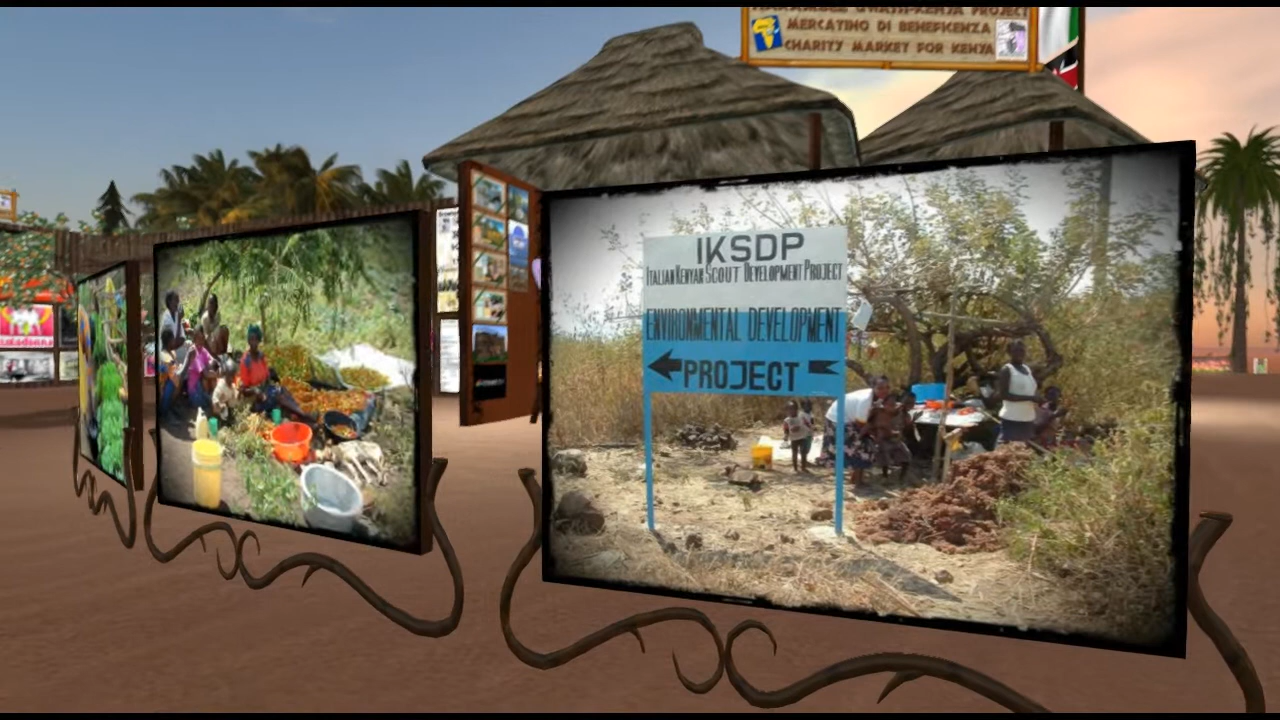 MERCATINO DI BENEFICENZA
CHARITY MARKET FOR KENYA
IKSDP
ITALIAN KENYAN SCOUT DEVELOPMENT PROJECT
ENVIRONMENTAL DEVELOPMENT
PROJECT